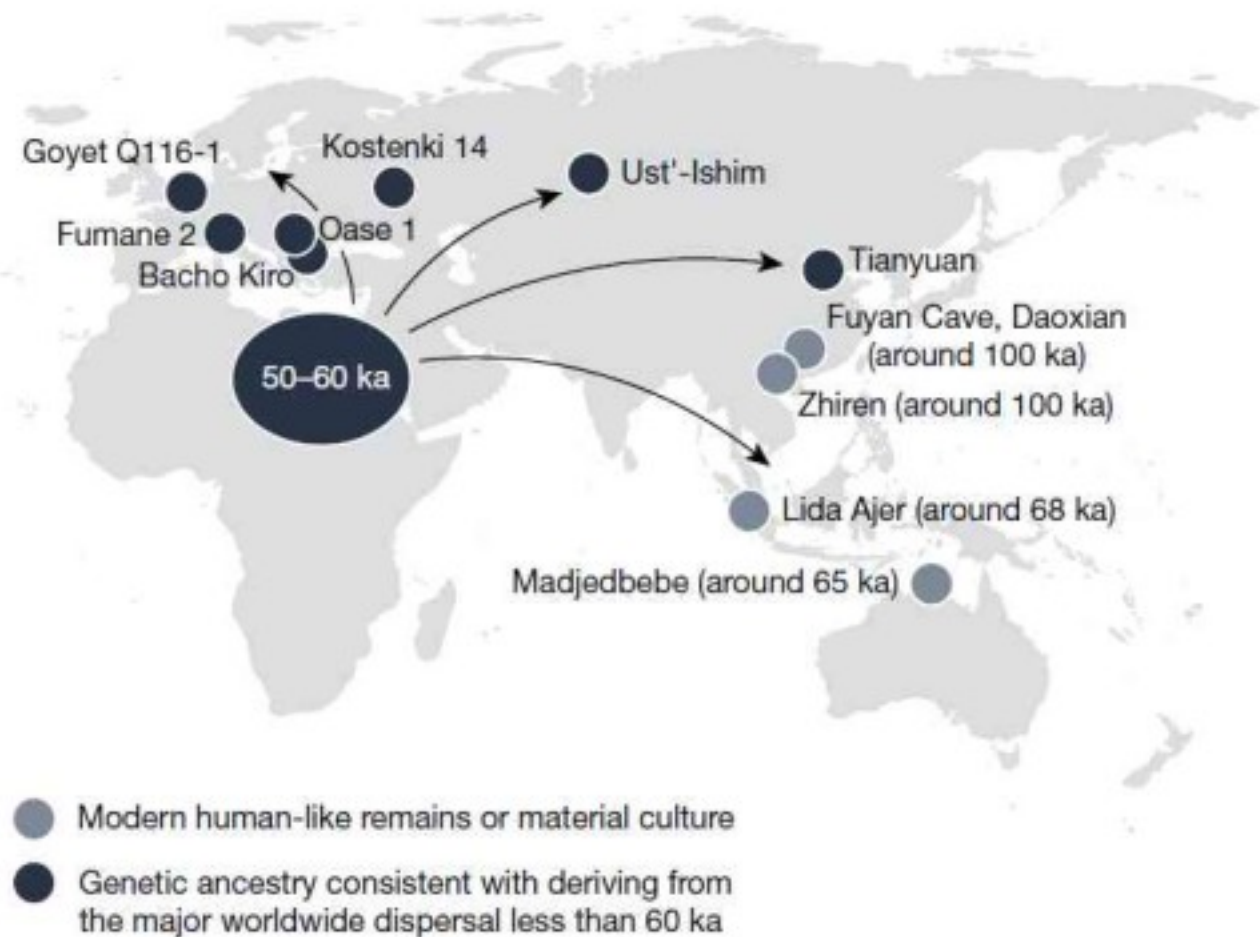 Goyet Q116-1
Kostenki 14
Ust'-Ishim
Fumane 2
Oase 1
Bacho Kiro
Tianyuan
Fuyan Cave, Daoxian
(around 100 ka)
50–60 ka
Zhiren (around 100 ka)
Lida Ajer (around 68 ka)
Madjedbebe (around 65 ka)
Modern human-like remains or material culture
Genetic ancestry consistent with deriving from
the major worldwide dispersal less than 60 ka